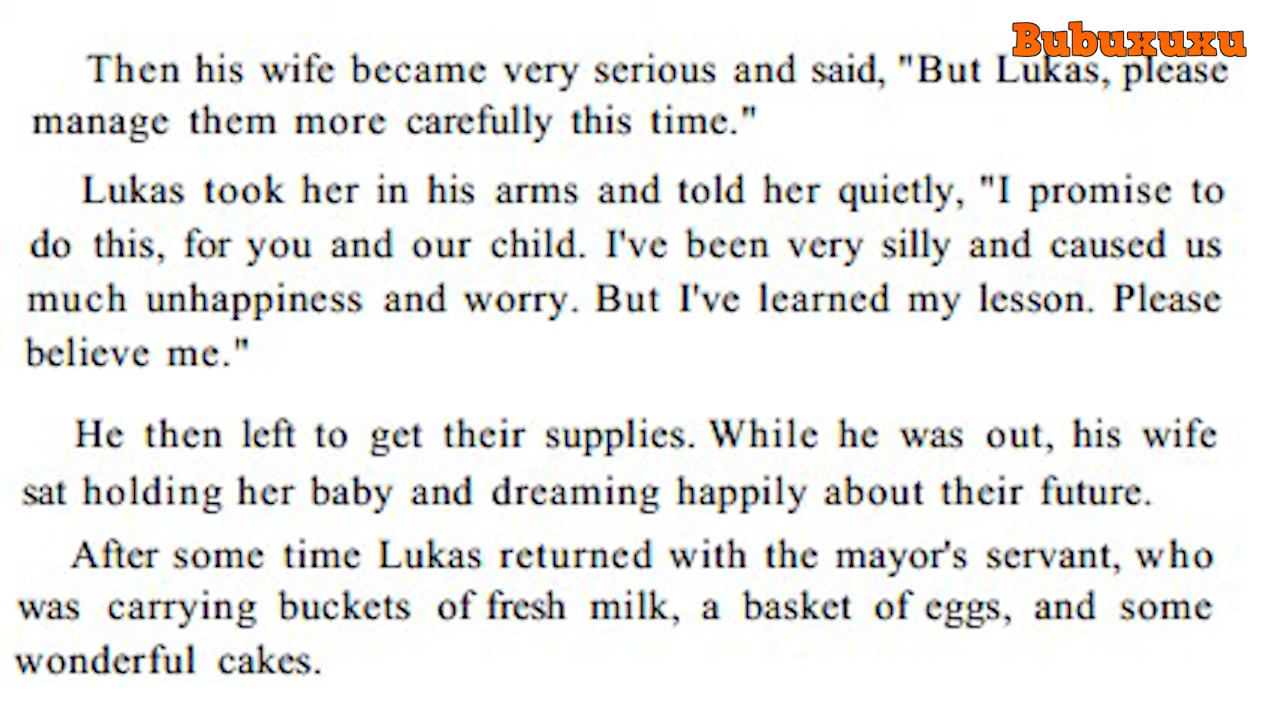 Bubuxuxu
Then his wife became very serious and said, "But Lukas, please
manage them more carefully this time."
Lukas took her in his arms and told her quietly, "I promise to
do this, for you and our child. I've been very silly and caused us
much unhappiness and worry. But I've learned my lesson. Please
believe me."
He then left to get their supplies. While he was out, his wife
sat holding her baby and dreaming happily about their future.
After some time Lukas returned with the mayor's servant, who
was carrying buckets of fresh milk, a basket of eggs, and some
wonderful cakes.